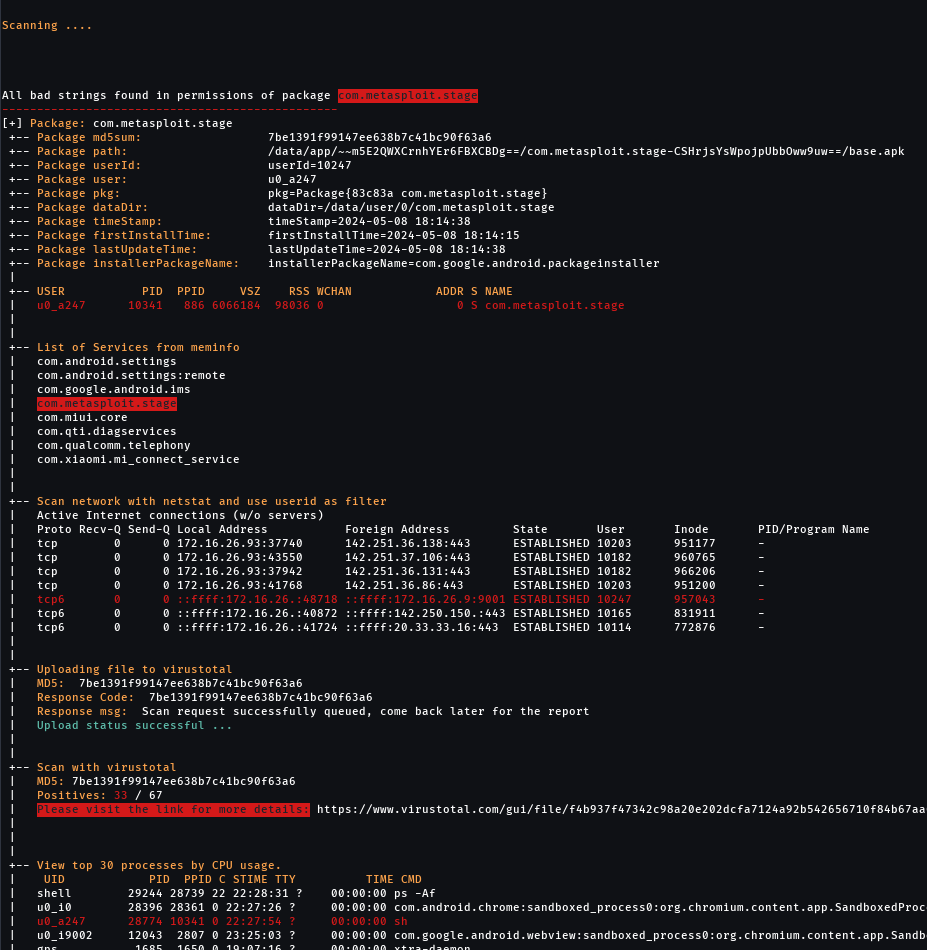 Scanning ....
All bad strings found in permissions of package com.metasploit.stage
------------------------------------------------
[+] Package: com.metasploit.stage
+-- Package md5sum: 7be1391f99147ee638b7c41bc90f63a6
+-- Package path: /data/app/~~m5E2QWXCrnhYEr6FBXCBDg==/com.metasploit.stage-CSHrjsYsWpojpUbbOww9uw==/base.apk
+-- Package userId: userId=10247
+-- Package user: u0_a247
+-- Package pkg: pkg=Package{83c83a com.metasploit.stage}
+-- Package dataDir: dataDir=/data/user/0/com.metasploit.stage
+-- Package timeStamp: timeStamp=2024-05-08 18:14:38
+-- Package firstInstallTime: firstInstallTime=2024-05-08 18:14:15
+-- Package lastUpdateTime: lastUpdateTime=2024-05-08 18:14:38
+-- Package installerPackageName: installerPackageName=com.google.android.packageinstaller
|
+-- USER PID PPID VSZ RSS WCHAN ADDR S NAME
| u0_a247 10341 886 6066184 98036 0 0 S com.metasploit.stage
|
|
+-- List of Services from meminfo
| com.android.settings
| com.android.settings:remote
| com.google.android.ims
| com.metasploit.stage
| com.miui.core
| com.qti.diagservices
| com.qualcomm.telephony
| com.xiaomi.mi_connect_service
|
|
+-- Scan network with netstat and use userid as filter
| Active Internet connections (w/o servers)
| Proto Recv-Q Send-Q Local Address Foreign Address State User Inode PID/Program Name
| tcp 0 0 172.16.26.93:37740 142.251.36.138:443 ESTABLISHED 10203 951177 -
| tcp 0 0 172.16.26.93:43550 142.251.37.106:443 ESTABLISHED 10182 960765 -
| tcp 0 0 172.16.26.93:37942 142.251.36.131:443 ESTABLISHED 10182 966206 -
| tcp 0 0 172.16.26.93:41768 142.251.36.86:443 ESTABLISHED 10203 951200 -
| tcp6 0 0 ::ffff:172.16.26.:48718 ::ffff:172.16.26.9:9001 ESTABLISHED 10247 957043 -
| tcp6 0 0 ::ffff:172.16.26.:40872 ::ffff:142.250.150.:443 ESTABLISHED 10165 831911 -
| tcp6 0 0 ::ffff:172.16.26.:41724 ::ffff:20.33.33.16:443 ESTABLISHED 10114 772876 -
|
|
+-- Uploading file to virustotal
| MD5: 7be1391f99147ee638b7c41bc90f63a6
| Response Code: 7be1391f99147ee638b7c41bc90f63a6
| Response msg: Scan request successfully queued, come back later for the report
| Upload status successful ...
|
|
+-- Scan with virustotal
| MD5: 7be1391f99147ee638b7c41bc90f63a6
| Positives: 33 / 67
| Please visit the link for more details: https://www.virustotal.com/gui/file/f4b937f47342c98a20e202dcfa7124a92b542656710f84b67aa
|
|
|
+-- View top 30 processes by CPU usage.
| UID PID PPID C STIME TTY TIME CMD
| shell 29244 28739 22 22:28:31 ? 00:00:00 ps -Af
| u0_i0 28396 28361 0 22:27:26 ? 00:00:00 com.android.chrome:sandboxed_process0:org.chromium.content.app.SandboxedProc
| u0_a247 28774 10341 0 22:27:54 ? 00:00:00 sh
| u0_i9002 12043 2807 0 23:25:03 ? 00:00:00 com.google.android.webview:sandboxed_process0:org.chromium.content.app.Sandb
| gps 1685 1650 0 19:07:16 ? 00:00:00 xtra-daemon